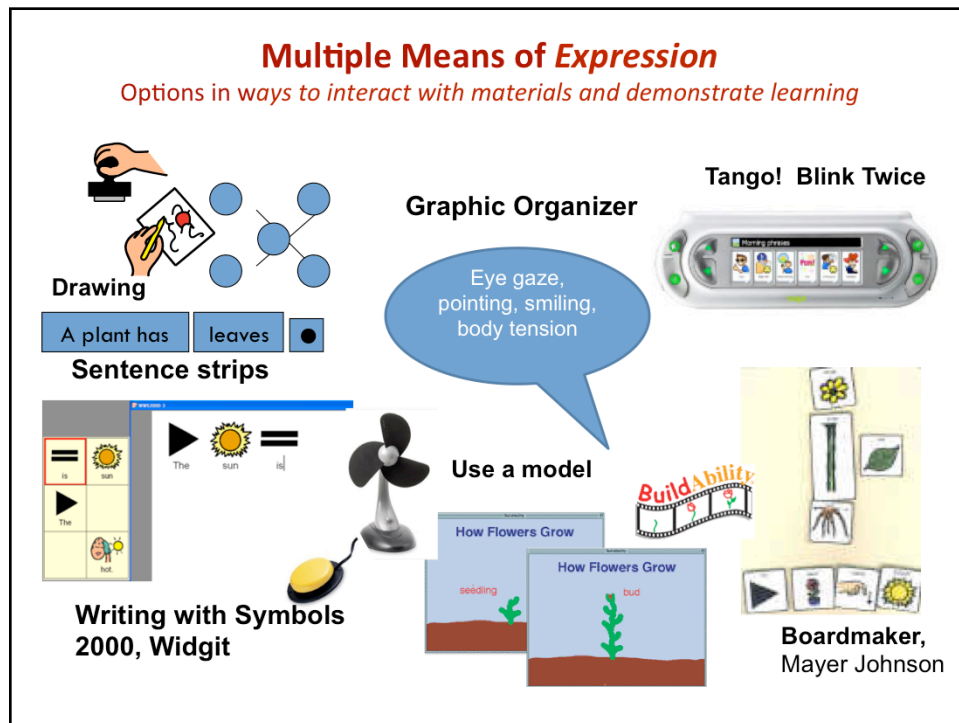 Multiple Means of Expression
Options in ways to interact with materials and demonstrate learning
Tango! Blink Twice
Graphic Organizer
Morning phrases
Drawing
Eye gaze,
pointing, smiling,
body tension
A plant has leaves
Sentence strips
The sun is
is sun
The
hot.
Use a model
BuildAbility
How Flowers Grow
seedling
How Flowers Grow
bud
Writing with Symbols
2000, Widgit
Boardmaker,
Mayer Johnson